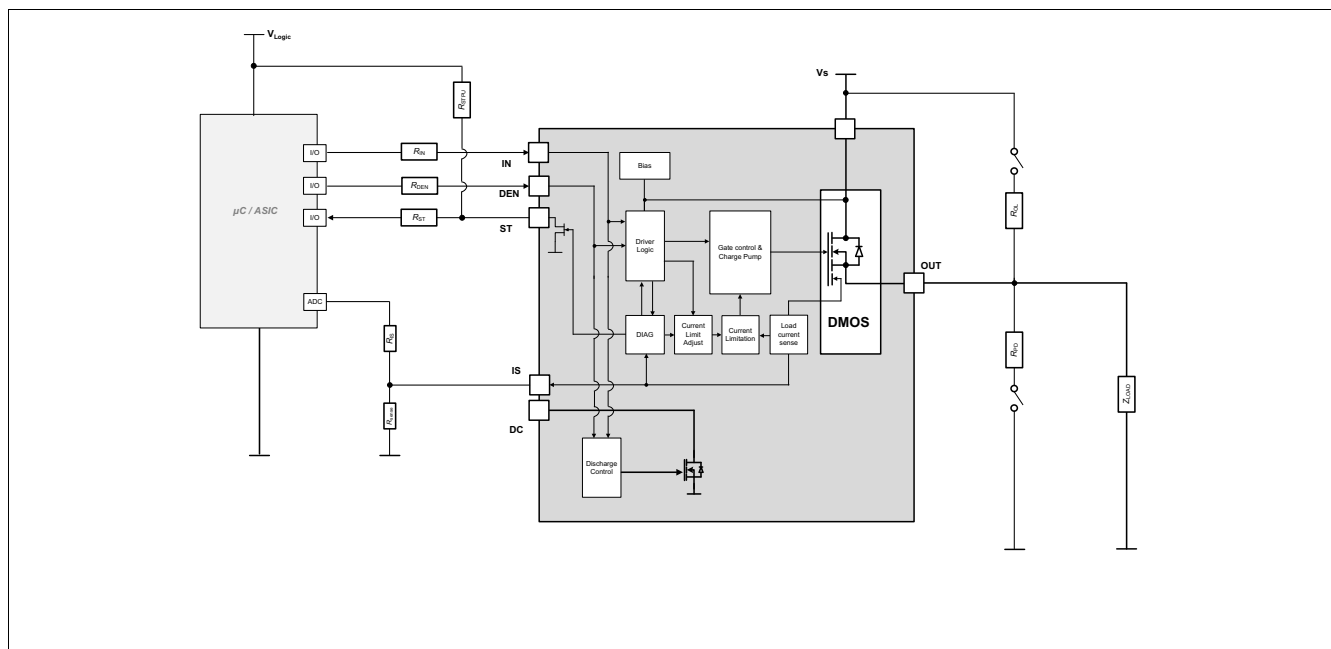 V Logic
Vs
RSTPU
I/O
RIN
IN
Bias
I/O
RDEN
DEN
µC / ASIC
I/O
RST
ST
ROL
Driver
Logic
Gate control &
Charge Pump
OUT
DMOS
ADC
DIAG
Current
Limit
Adjust
Current
Limitation
Load
current
sense
RIS
RPD
IS
ZLOAD
Rsense
DC
Discharge
Control